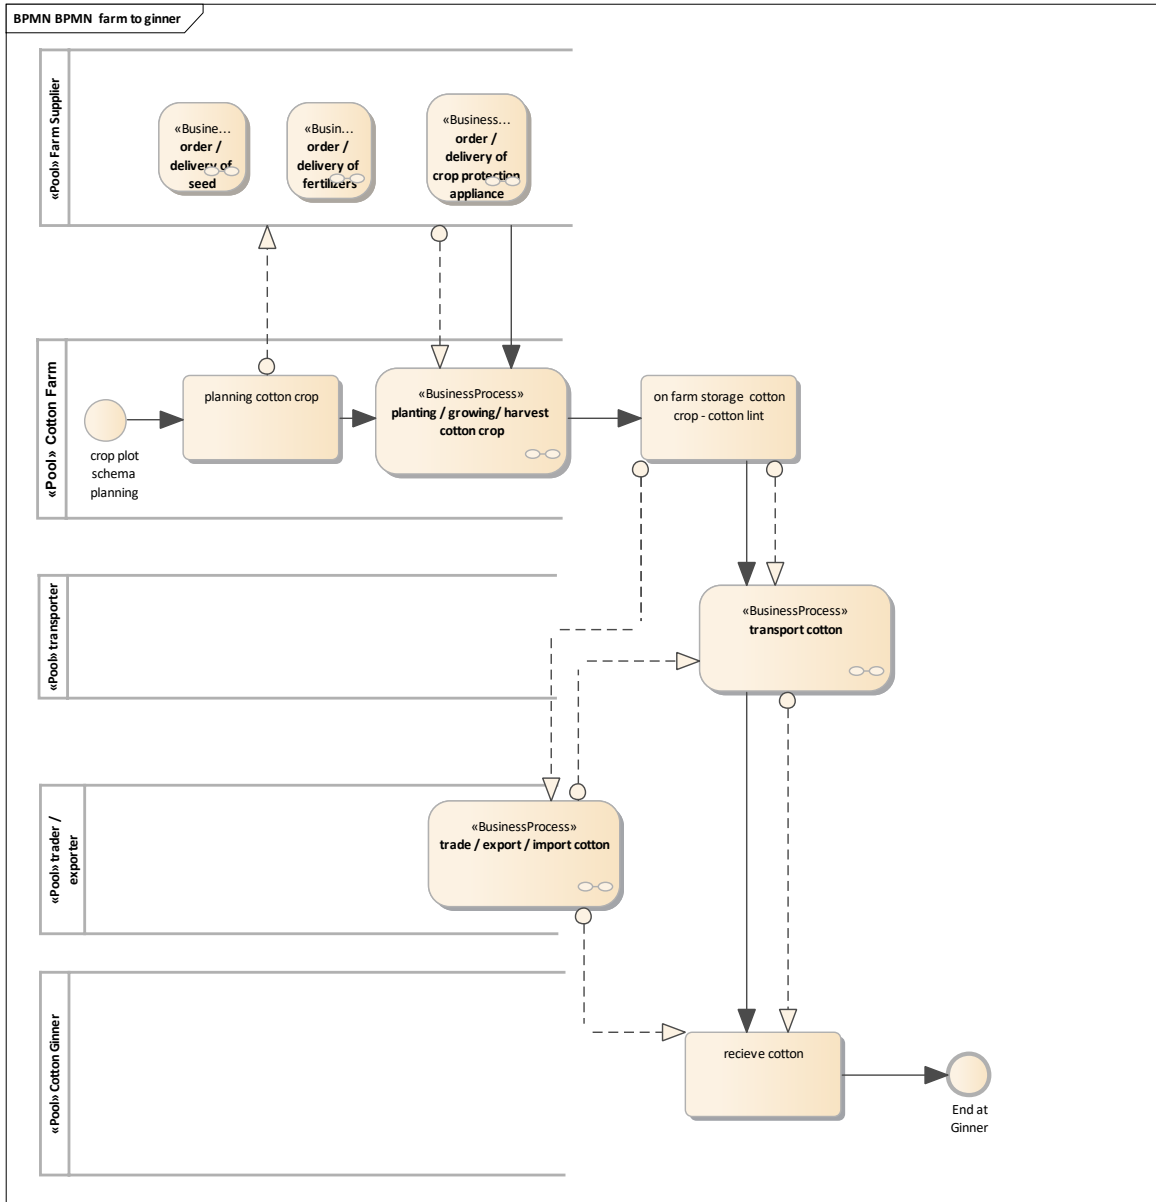 BPMN BPMN  farm to ginner
«Pool» Farm Supplier
«Busine...
order /
delivery of
seed
«Busin...
order /
delivery of
fertilizers
«Business...
order /
delivery of
crop protection
appliance
«Pool» Cotton Farm
crop plot
schema
planning
planning cotton crop
«BusinessProcess»
planting / growing/ harvest
cotton crop
on farm storage  cotton
crop - cotton lint
«Pool» transporter
«BusinessProcess»
transport cotton
«Pool» trader /
exporter
«BusinessProcess»
trade / export / import cotton
«Pool» Cotton Ginner
recieve cotton
End at
Ginner